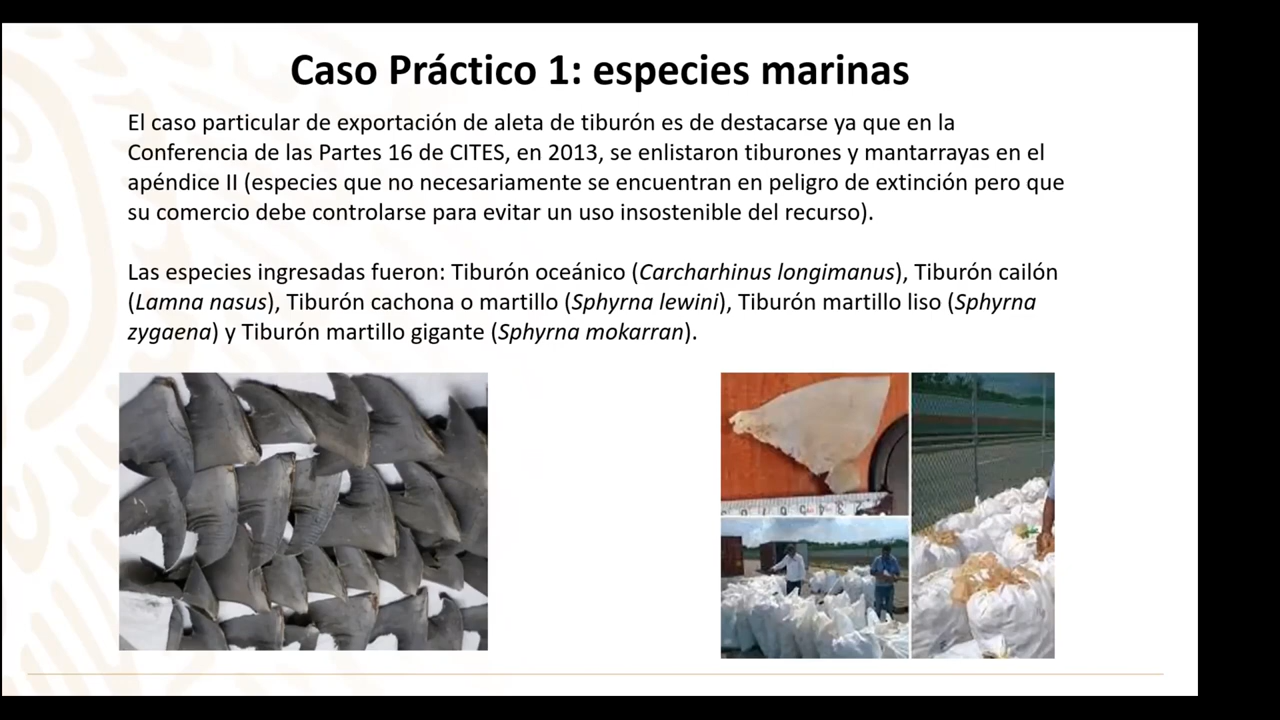 Caso Práctico 1: especies marinas
El caso particular de exportación de aleta de tiburón es de destacarse ya que en la
Conferencia de las Partes 16 de CITES, en 2013, se enlistaron tiburones y mantarrayas en el
apéndice II (especies que no necesariamente se encuentran en peligro de extinción pero que
su comercio debe controlarse para evitar un uso insostenible del recurso).
Las especies ingresadas fueron: Tiburón oceánico (Carcharhinus longimanus), Tiburón cailón
(Lamna nasus), Tiburón cachona o martillo (Sphyrna lewini), Tiburón martillo liso (Sphyrna
zygaena) y Tiburón martillo gigante (Sphyrna mokarran).